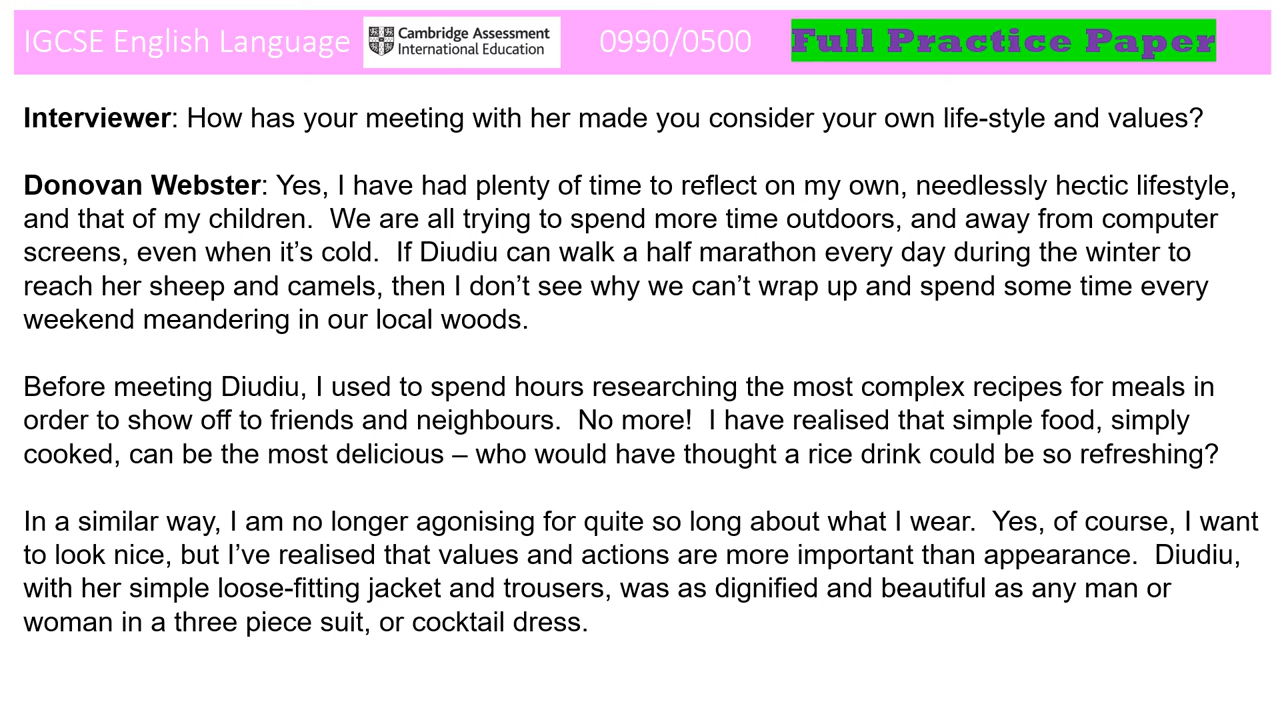 IGCSE English Language
Cambridge Assessment
International Education
0990/0500
Full Practice Paper
Interviewer: How has your meeting with her made you consider your own life-style and values?
Donovan Webster: Yes, I have had plenty of time to reflect on my own, needlessly hectic lifestyle,
and that of my children.  We are all trying to spend more time outdoors, and away from computer
screens, even when it’s cold.  If Diudiu can walk a half marathon every day during the winter to
reach her sheep and camels, then I don’t see why we can’t wrap up and spend some time every
weekend meandering in our local woods.
Before meeting Diudiu, I used to spend hours researching the most complex recipes for meals in
order to show off to friends and neighbours.  No more!  I have realised that simple food, simply
cooked, can be the most delicious – who would have thought a rice drink could be so refreshing?
In a similar way, I am no longer agonising for quite so long about what I wear.  Yes, of course, I want
to look nice, but I’ve realised that values and actions are more important than appearance.  Diudiu,
with her simple loose-fitting jacket and trousers, was as dignified and beautiful as any man or
woman in a three piece suit, or cocktail dress.